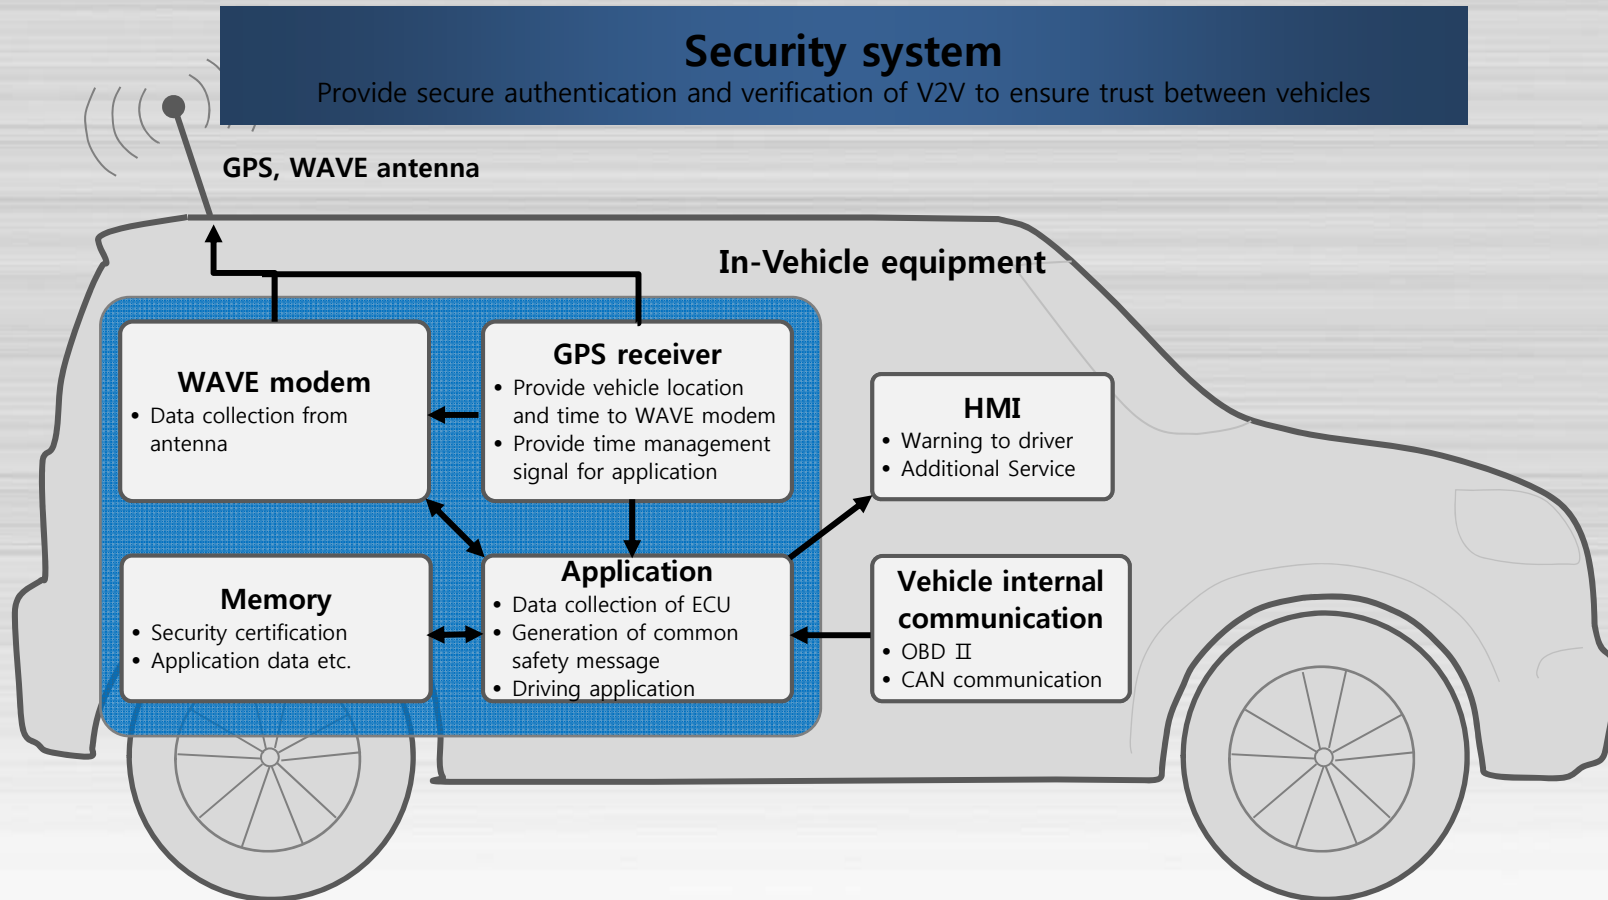 Security system
Provide secure authentication and verification of V2V to ensure trust between vehicles
GPS, WAVE antenna
In-Vehicle equipment
WAVE modem
• Data collection from
antenna
GPS receiver
• Provide vehicle location
and time to WAVE modem
• Provide time management
signal for application
HMI
• Warning to driver
• Additional Service
Memory
• Security certification
• Application data etc.
Application
• Data collection of ECU
• Generation of common
safety message
• Driving application
Vehicle internal
communication
• OBD Ⅱ
• CAN communication